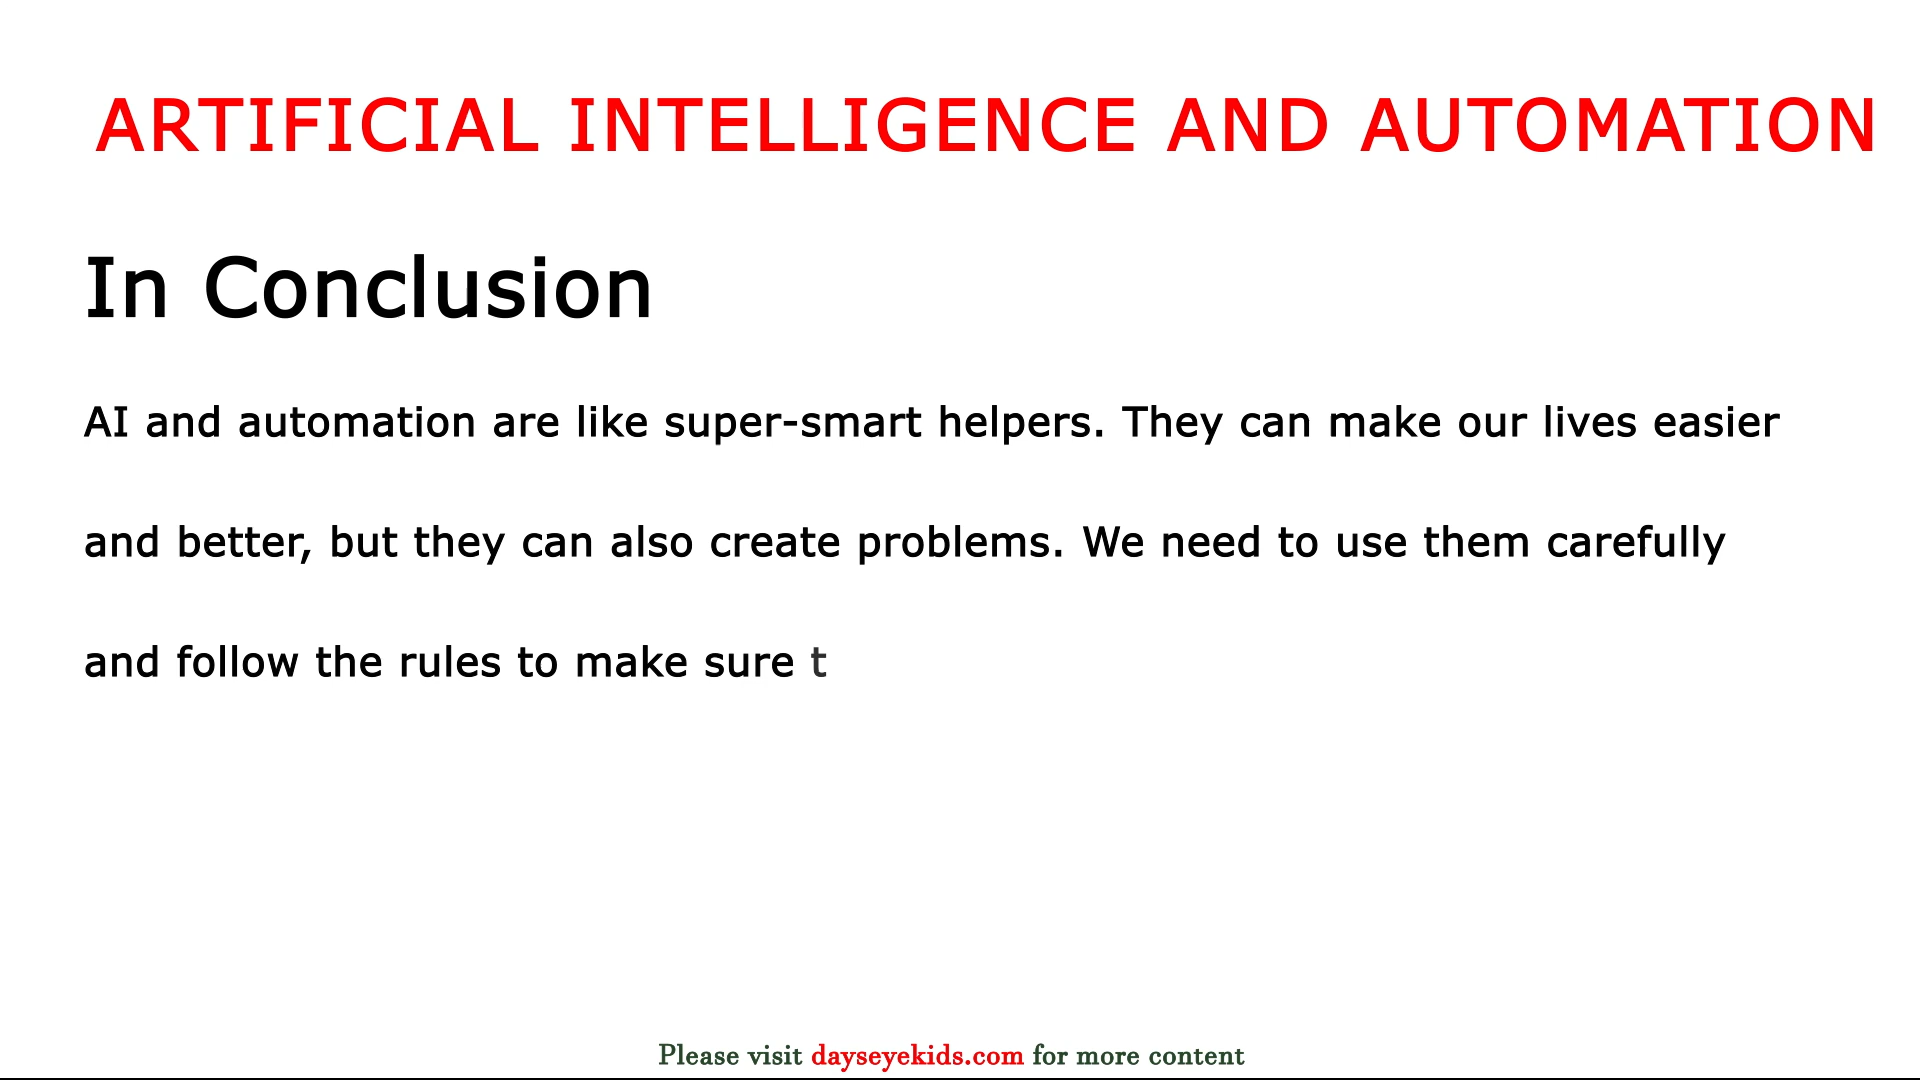 ARTIFICIAL INTELLIGENCE AND AUTOMATION
In Conclusion
AI and automation are like super-smart helpers. They can make our lives easier
and better, but they can also create problems. We need to use them carefully
and follow the rules to make sure t
Please visit dayseyekids.com for more content